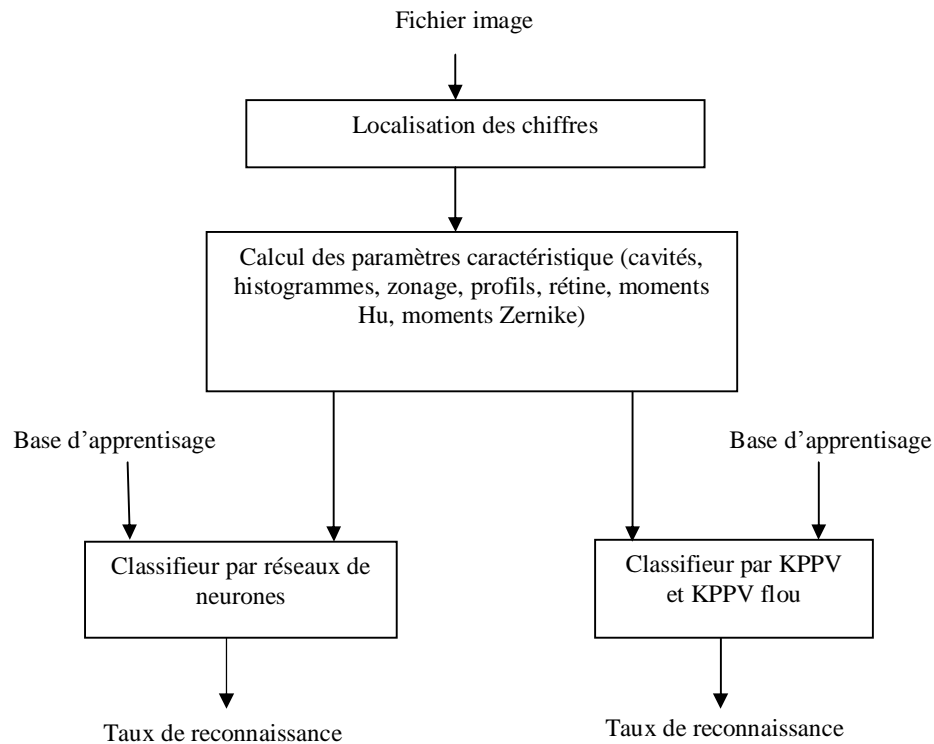 Fichier image
Localisation des chiffres
Calcul des paramètres caractéristique (cavités,
histogrammes, zonage, profils, rétine, moments
Hu, moments Zernike)
Base d’apprentisage
Base d’apprentisage
Classifieur par réseaux de
neurones
Classifieur par KPPV
et KPPV flou
Taux de reconnaissance
Taux de reconnaissance